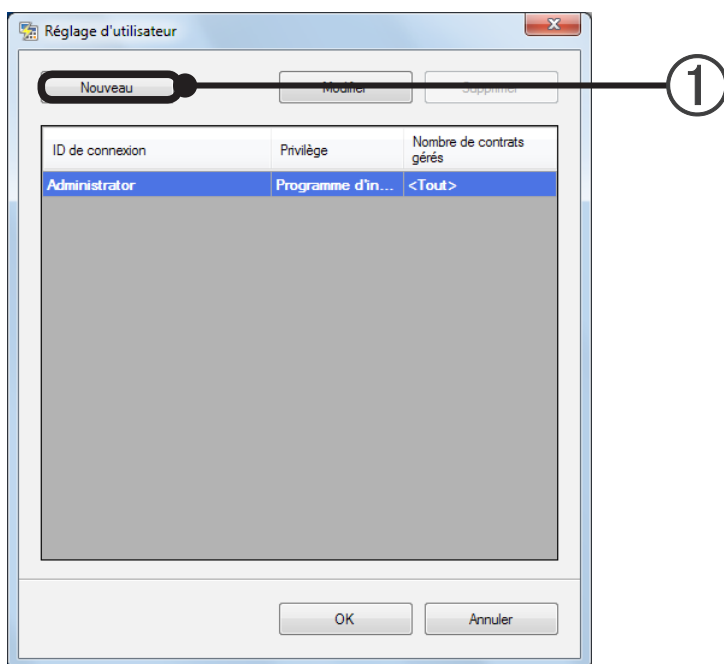 Réglage d'utilisateur
Nouveau
Modifier
Supprimer
1
ID de connexion
Privilège
Nombre de contrats
gérés
Administrator
Programme d'in...
<Tout>
OK
Annuler